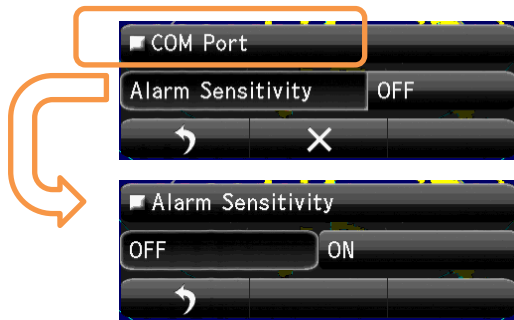 COM Port
Alarm Sensitivity OFF
Alarm Sensitivity
OFF ON